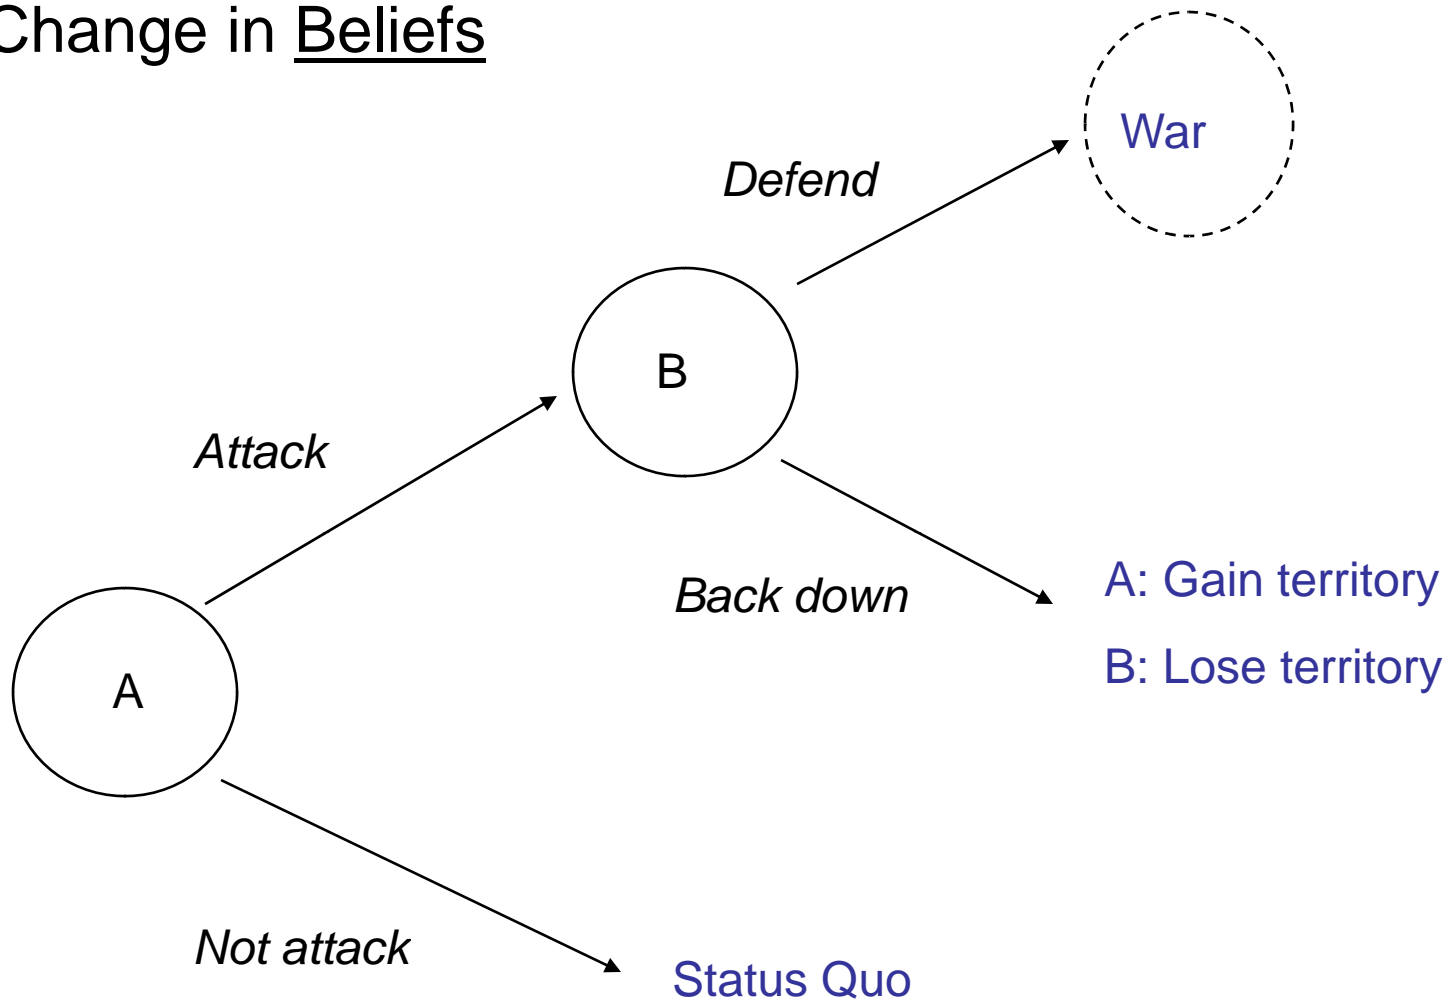 Change in Beliefs
War
Defend
B
Attack
A: Gain territory
Back down
B: Lose territory
A
Not attack
Status Quo